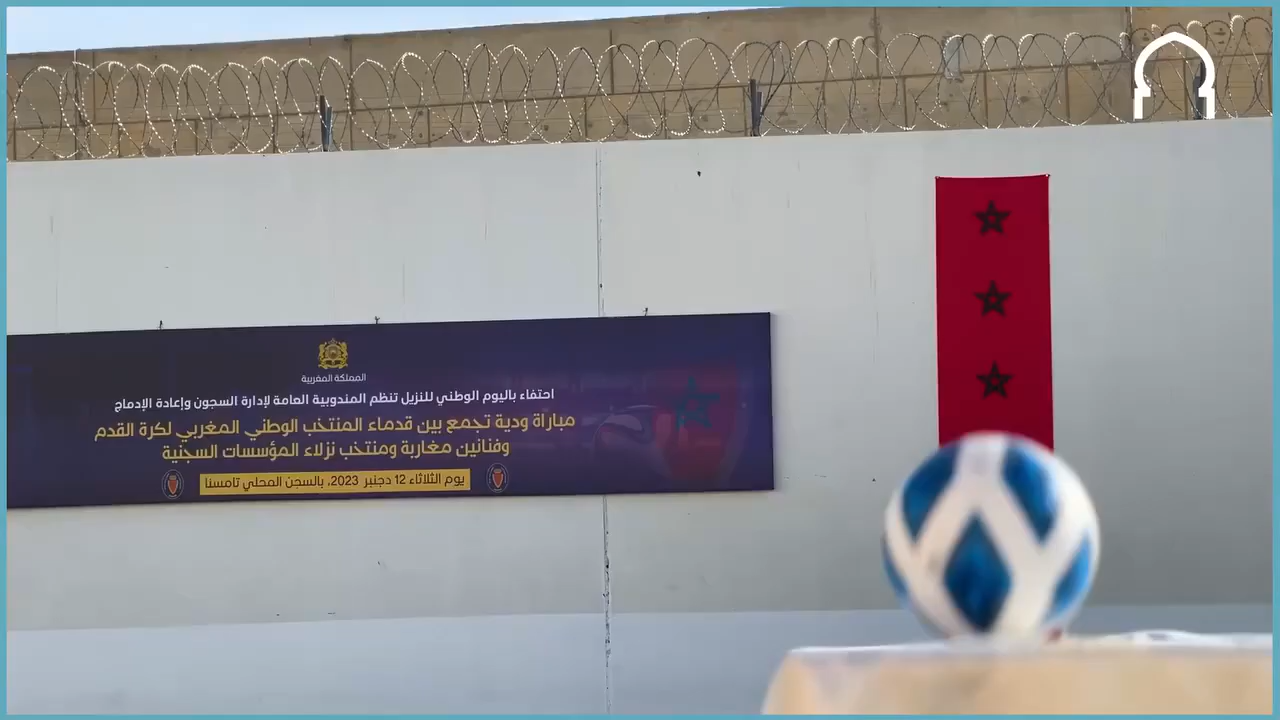 المملكة المغربية
احتفاء باليوم الوطني للنزيل تنظم المندوبية العامة لإدارة السجون وإعادة الإدماج
مباراة ودية تجمع بين قدماء المنتخب الوطني المغربي لكرة القدم
وفنانين مغاربة ومنتخب نزلاء المؤسسات السجنية
يوم الثلاثاء 12 دجنبر 2023، بالسجن المحلي تامسنا